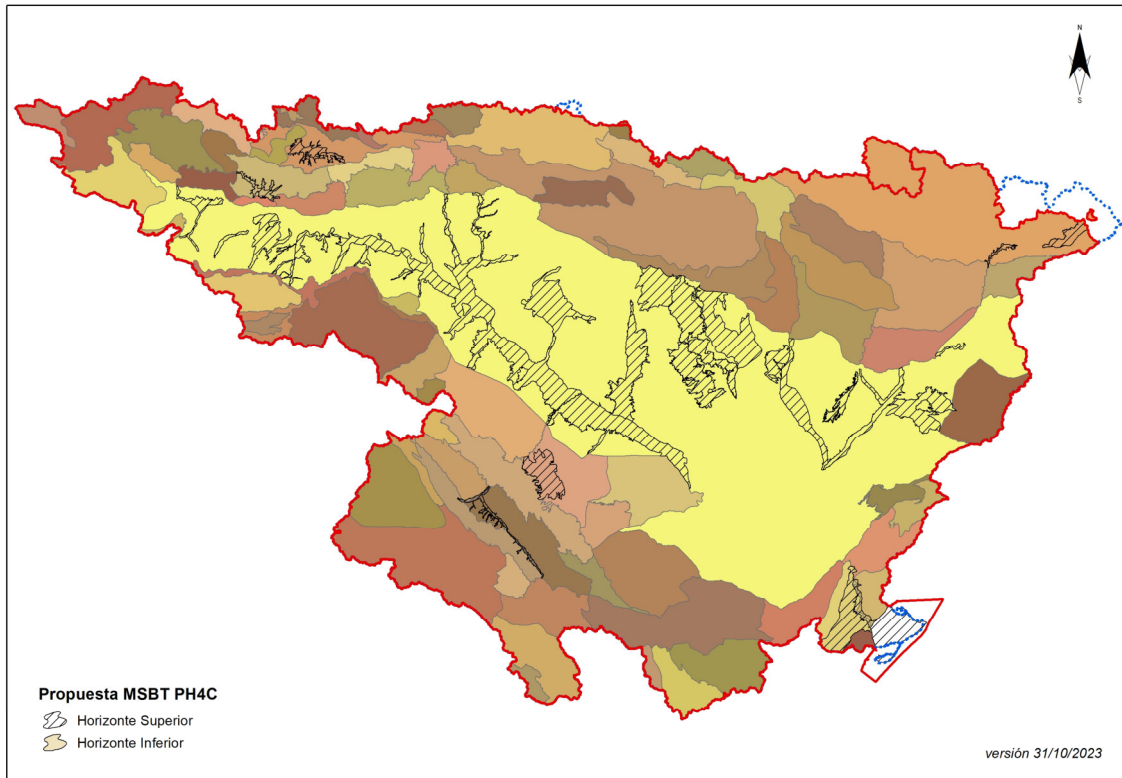 N
S
Propuesta MSBT PH4C
Horizonte Superior
Horizonte Inferior
versión 31/10/2023